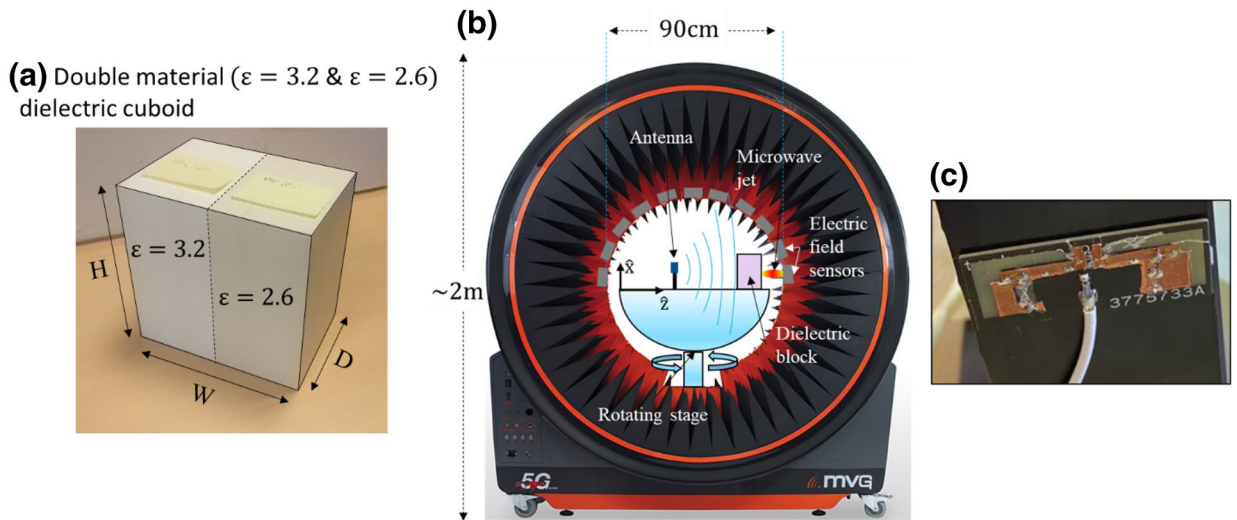 (a) Double material (ε = 3.2 & ε = 2.6)
dielectric cuboid
ε = 3.2
ε = 2.6
H
W
D
(b)
90cm
~2m
Antenna
Microwave
jet
Electric
field
sensors
x̂
ẑ
Dielectric
block
Rotating stage
5G
mvg
(c)
3775733A